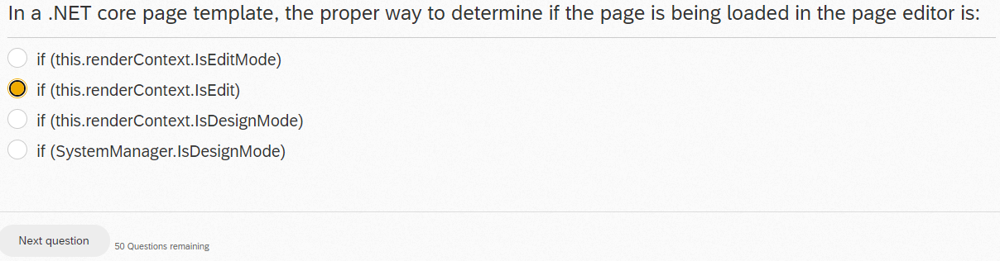 In a .NET core page template, the proper way to determine if the page is being loaded in the page editor is:
if (this.renderContext.IsEditMode)
if (this.renderContext.IsEdit)
if (this.renderContext.IsDesignMode)
if (SystemManager.IsDesignMode)
Next question
50 Questions remaining